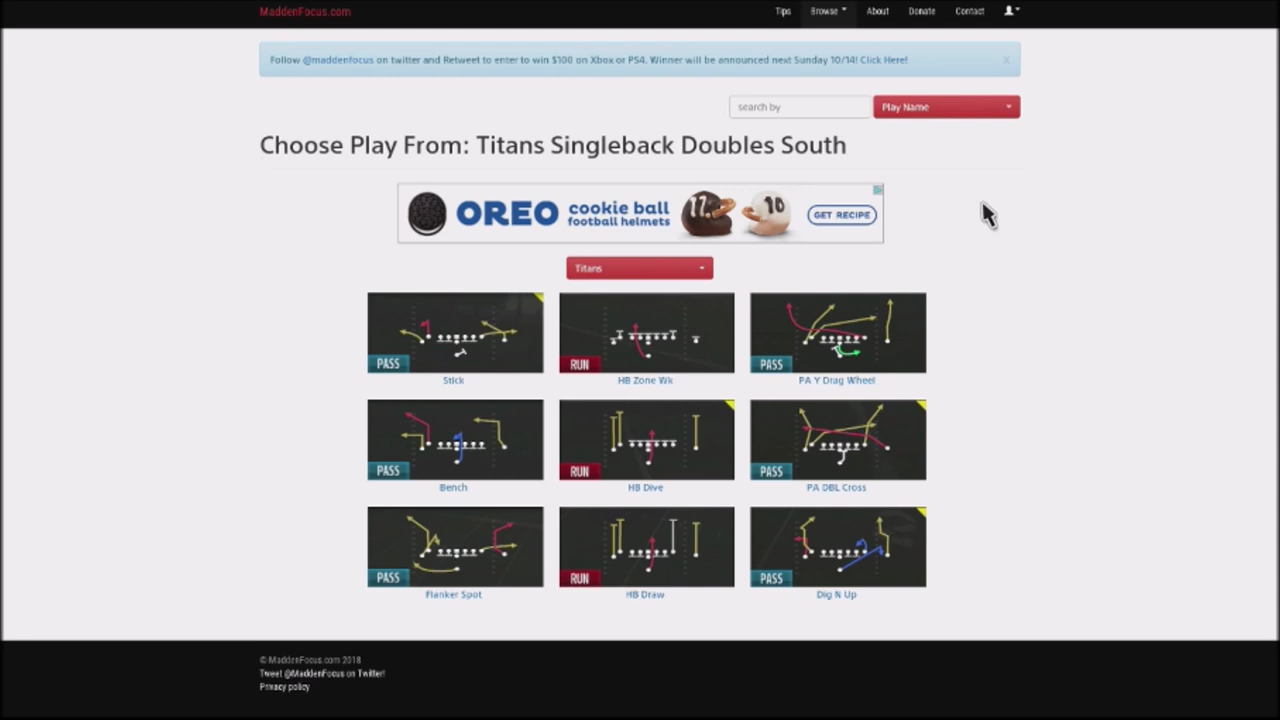 MaddenFocus.com
Tips Browse About Donate Contact
Follow @maddenfocus on twitter and Retweet to enter to win $100 on Xbox or PS4. Winner will be announced next Sunday 10/14! Click Here! x
search by Play Name
Choose Play From: Titans Singleback Doubles South
OREO cookie ball football helmets 17 10 GET RECIPE
Titans
PASS RUN PASS
Stick HB Zone Wk PA Y Drag Wheel
PASS RUN PASS
Bench HB Dive PA DBL Cross
PASS RUN PASS
Flanker Spot HB Draw Dig N Up
© MaddenFocus.com 2018
Tweet @MaddenFocus on Twitter!
Privacy policy